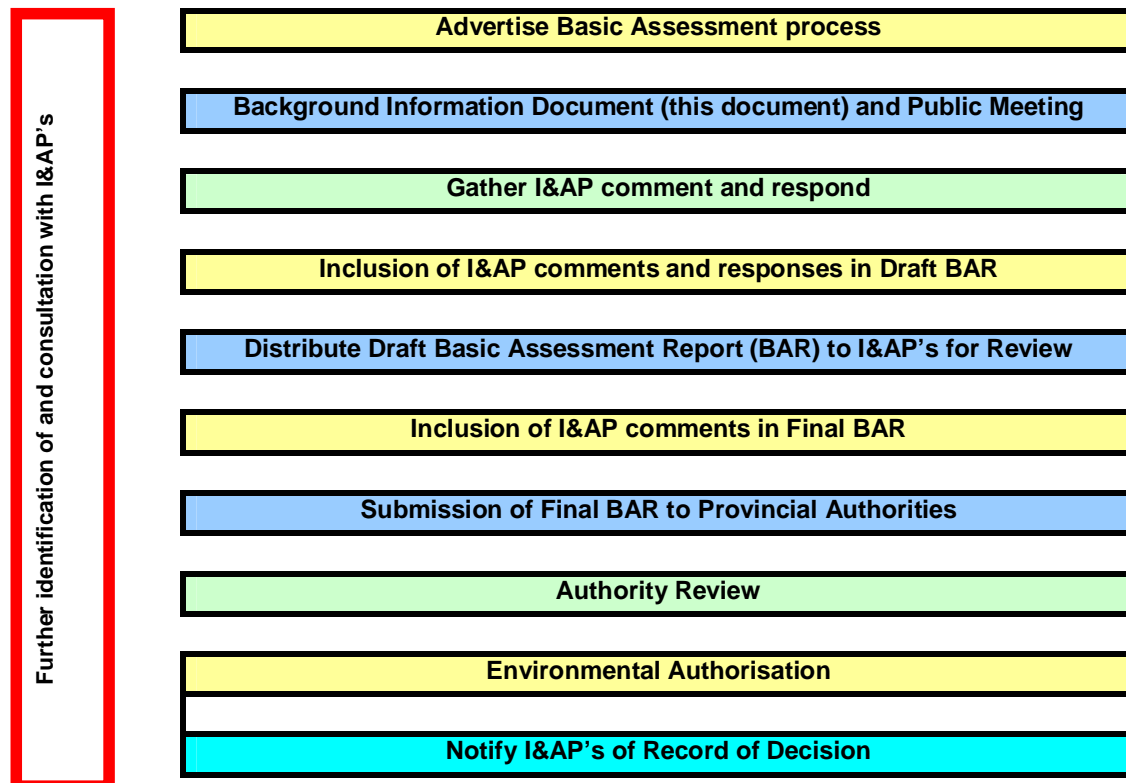 Further identification of and consultation with I&AP's
Advertise Basic Assessment process
Background Information Document (this document) and Public Meeting
Gather I&AP comment and respond
Inclusion of I&AP comments and responses in Draft BAR
Distribute Draft Basic Assessment Report (BAR) to I&AP's for Review
Inclusion of I&AP comments in Final BAR
Submission of Final BAR to Provincial Authorities
Authority Review
Environmental Authorisation
Notify I&AP's of Record of Decision